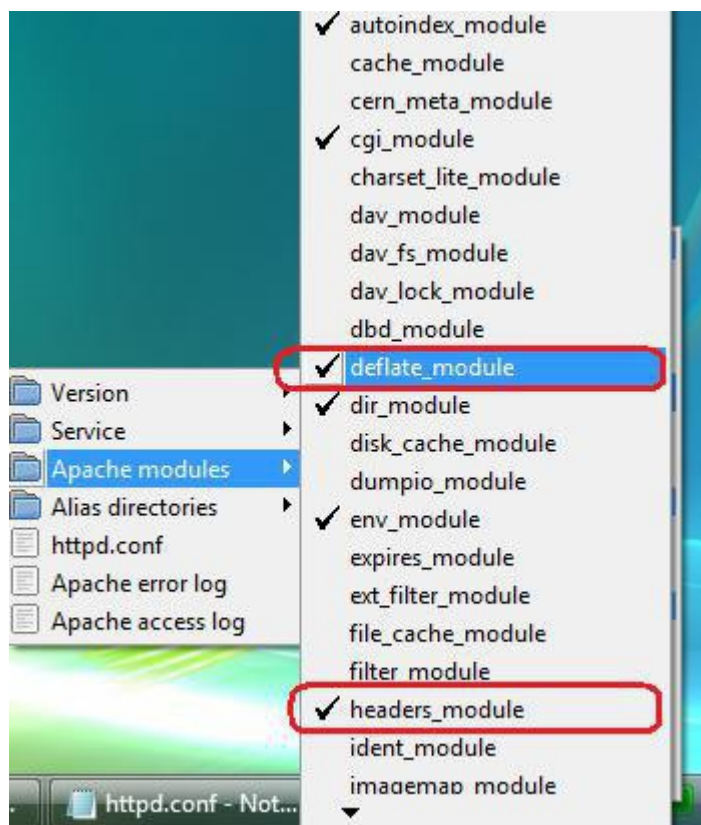 autoindex_module
cache_module
cern_meta_module
cgi_module
charset_lite_module
dav_module
dav_fs_module
dav_lock_module
dbd_module
deflate_module
dir_module
disk_cache_module
dumpio_module
env_module
expires_module
ext_filter_module
file_cache_module
filter_module
headers_module
ident_module
imagemap_module
Version
Service
Apache modules
Alias directories
httpd.conf
Apache error log
Apache access log
httpd.conf - Not...